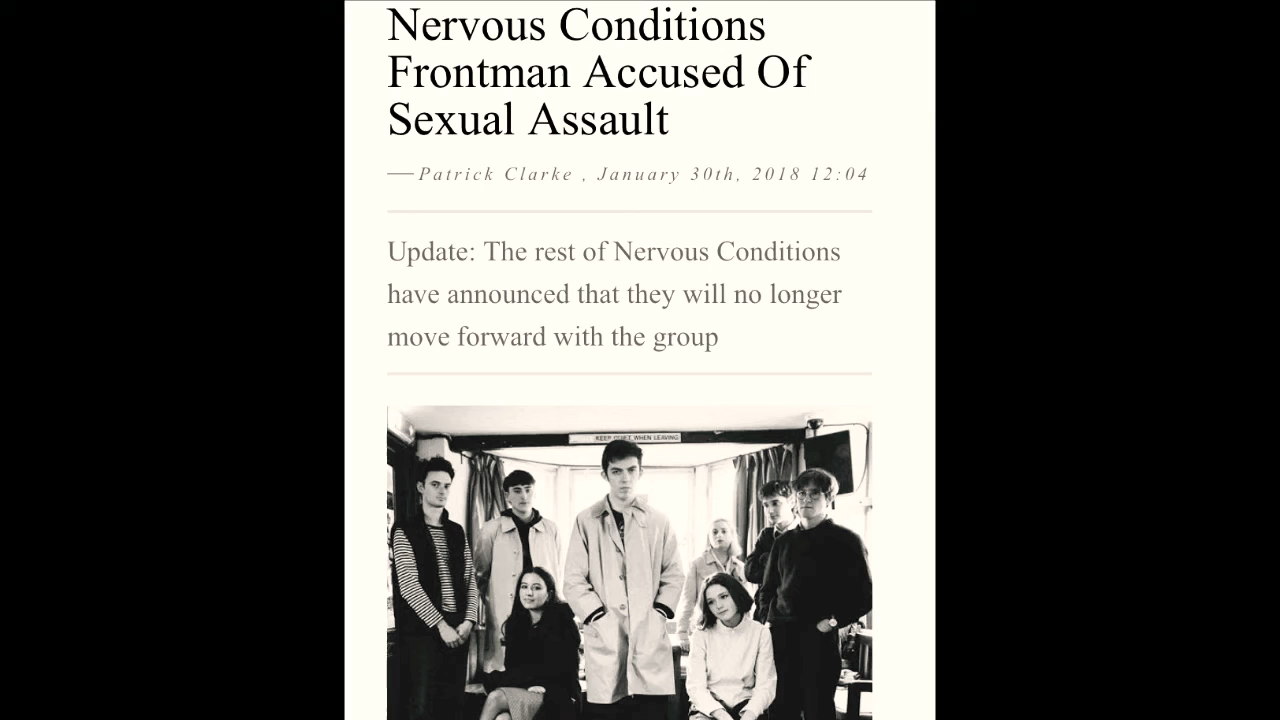 Nervous Conditions
Frontman Accused Of
Sexual Assault
Patrick Clarke , January 30th, 2018 12:04
Update: The rest of Nervous Conditions
have announced that they will no longer
move forward with the group
KEEP QUIET WHEN LEAVING